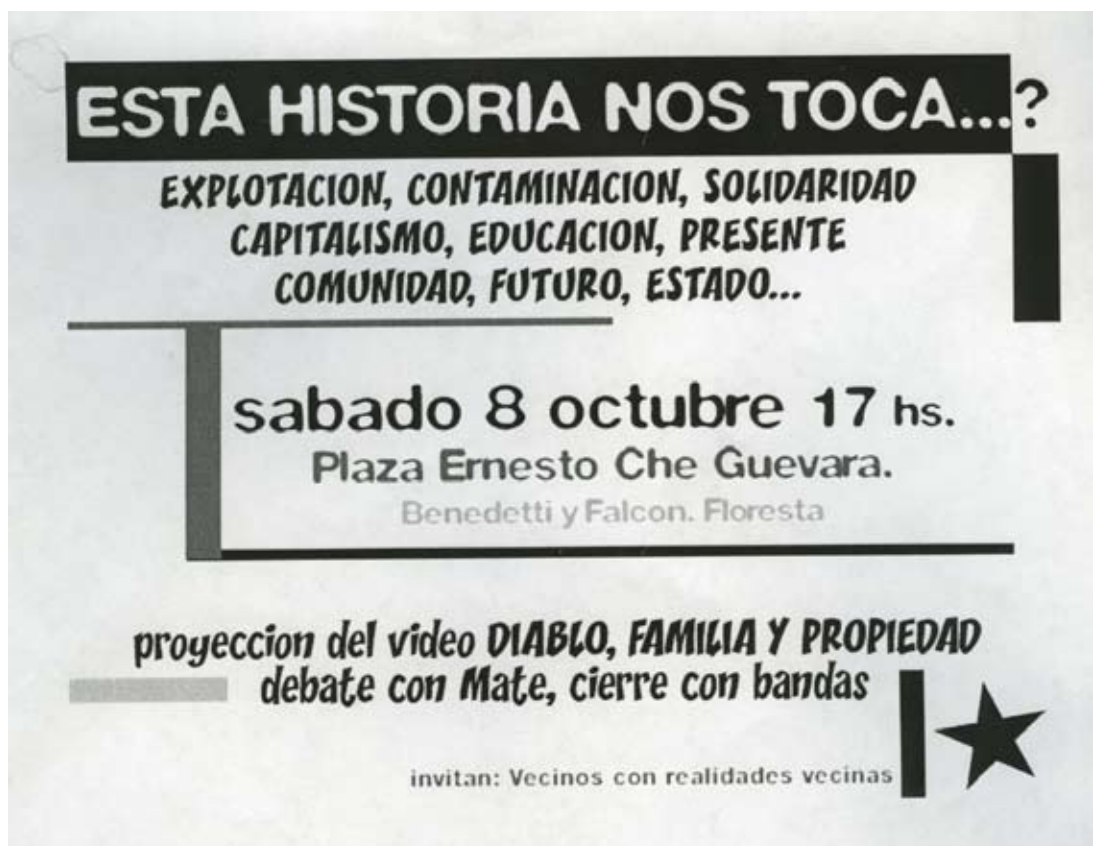 ESTA HISTORIA NOS TOCA...?
EXPLOTACION, CONTAMINACION, SOLIDARIDAD
CAPITALISMO, EDUCACION, PRESENTE
COMUNIDAD, FUTURO, ESTADO...
sabado 8 octubre 17 hs.
Plaza Ernesto Che Guevara.
Benedetti y Falcon. Floresta
proyeccion del video DIABLO, FAMILIA Y PROPIEDAD
debate con Mate, cierre con bandas
invitan: Vecinos con realidades vecinas